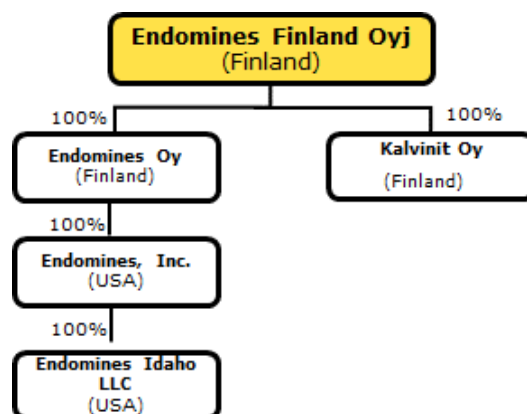 Endomines Finland Oyj
(Finland)
100%
100%
Endomines Oy
(Finland)
Kalvinit Oy
(Finland)
100%
Endomines, Inc.
(USA)
100%
Endomines Idaho
LLC
(USA)